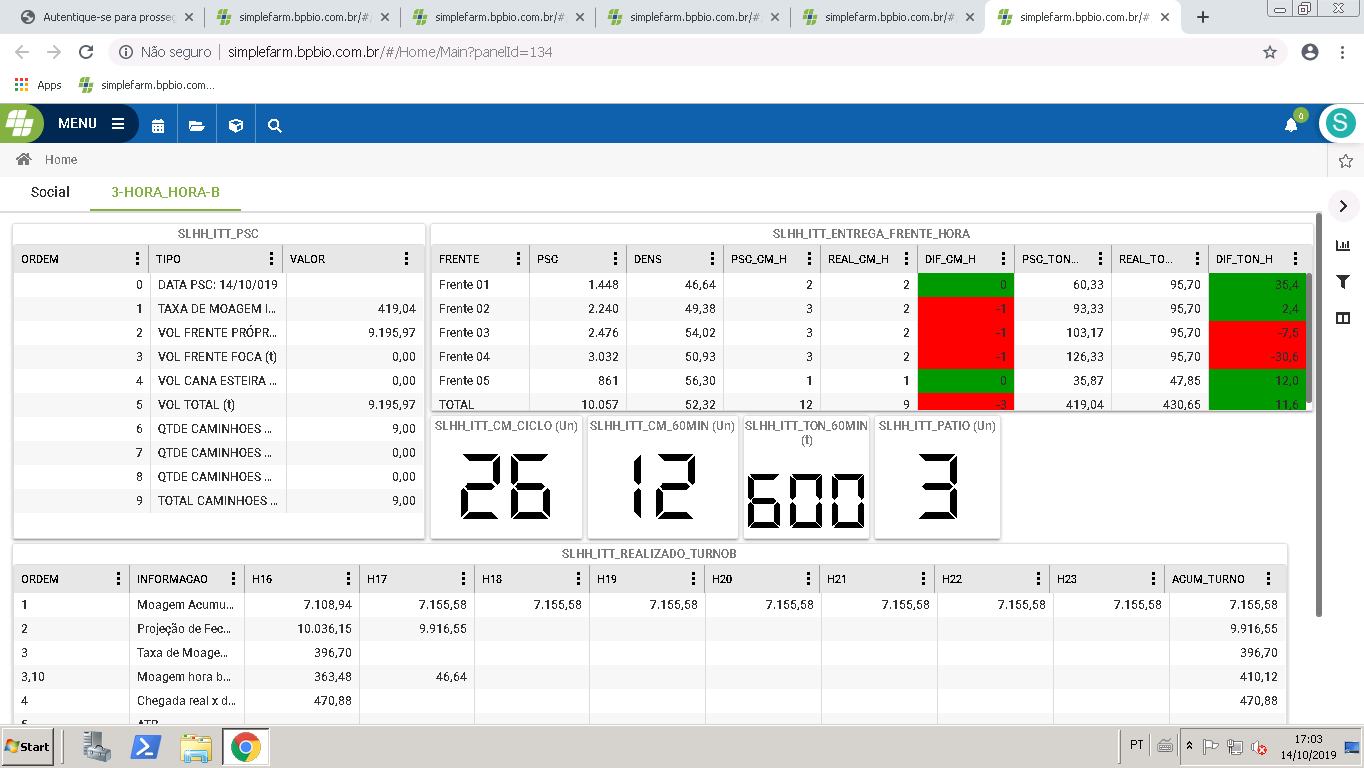 Autentique-se para prosseg
simplefarm.bpbio.com.br/#
simplefarm.bpbio.com.br/#
simplefarm.bpbio.com.br/#
simplefarm.bpbio.com.br/#
simplefarm.bpbio.com.br/#
Não seguro
simplefarm.bpbio.com.br/#/Home/Main?panelId=134
Apps simplefarm.bpbio.com...
MENU
0
S
Home
Social 3-HORA_HORA-B
SLHH_ITT_PSC
ORDEM TIPO VALOR
0 DATA PSC: 14/10/019
1 TAXA DE MOAGEM I... 419,04
2 VOL FRENTE PRÓPR... 9.195,97
3 VOL FRENTE FOCA (t) 0,00
4 VOL CANA ESTEIRA ... 0,00
5 VOL TOTAL (t) 9.195,97
6 QTDE CAMINHOES ... 9,00
7 QTDE CAMINHOES ... 0,00
8 QTDE CAMINHOES ... 0,00
9 TOTAL CAMINHOES ... 9,00
SLHH_ITT_ENTREGA_FRENTE_HORA
FRENTE PSC DENS PSC_CM_H REAL_CM_H DIF_CM_H PSC_TON... REAL_TO... DIF_TON_H
Frente 01 1.448 46,64 2 2 0 60,33 95,70 35,4
Frente 02 2.240 49,38 3 2 -1 93,33 95,70 2,4
Frente 03 2.476 54,02 3 2 -1 103,17 95,70 -7,5
Frente 04 3.032 50,93 3 2 -1 126,33 95,70 -30,6
Frente 05 861 56,30 1 1 0 35,87 47,85 12,0
TOTAL 10.057 52,32 12 9 -3 419,04 430,65 11,6
SLHH_ITT_CM_CICLO (Un)
26
SLHH_ITT_CM_60MIN (Un)
12
SLHH_ITT_TON_60MIN
(t)
600
SLHH_ITT_PATIO (Un)
3
SLHH_ITT_REALIZADO_TURNOB
ORDEM INFORMACAO H16 H17 H18 H19 H20 H21 H22 H23 ACUM_TURNO
1 Moagem Acumu... 7.108,94 7.155,58 7.155,58 7.155,58 7.155,58 7.155,58 7.155,58 7.155,58 7.155,58
2 Projeção de Fec... 10.036,15 9.916,55 9.916,55
3 Taxa de Moage... 396,70 396,70
3,10 Moagem hora b... 363,48 46,64 410,12
4 Chegada real x d... 470,88 470,88
5 ATR
Start
PT
17:03
14/10/2019